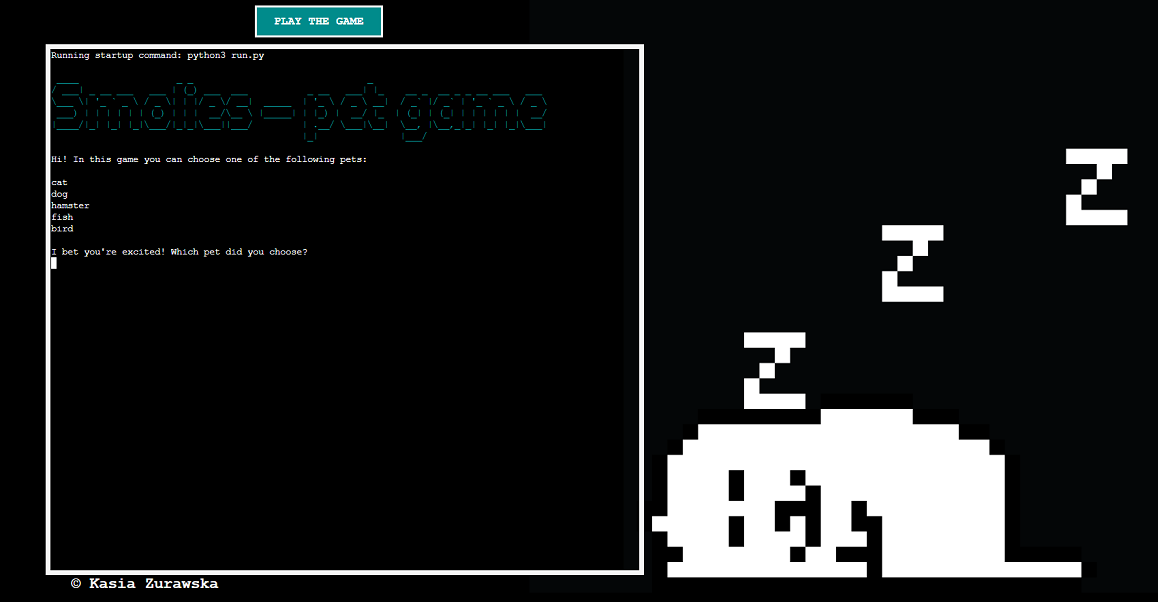 PLAY THE GAME
Running startup command: python3 run.py
Smolies - pet game
Hi! In this game you can choose one of the following pets:
cat
dog
hamster
fish
bird
I bet you're excited! Which pet did you choose?
Z
Z
Z
© Kasia Zurawska